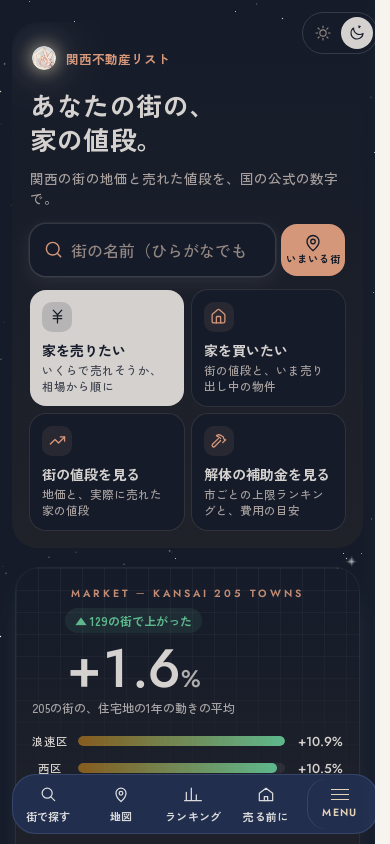 関西不動産リスト
あなたの街の、
家の値段。
関西の街の地価と売れた値段を、国の公式の数字
で。
街の名前（ひらがなでも
いまいる街
家を売りたい
いくらで売れそうか、
相場から順に
家を買いたい
街の値段と、いま売り
出し中の物件
街の値段を見る
地価と、実際に売れた
家の値段
解体の補助金を見る
市ごとの上限ランキン
グと、費用の目安
MARKET — KANSAI 205 TOWNS
▲ 129の街で上がった
+1.6%
205の街、住宅地の1年の動きの平均
浪速区 +10.9%
西区 +10.5%
街で探す
地図
ランキング
売る前に
MENU